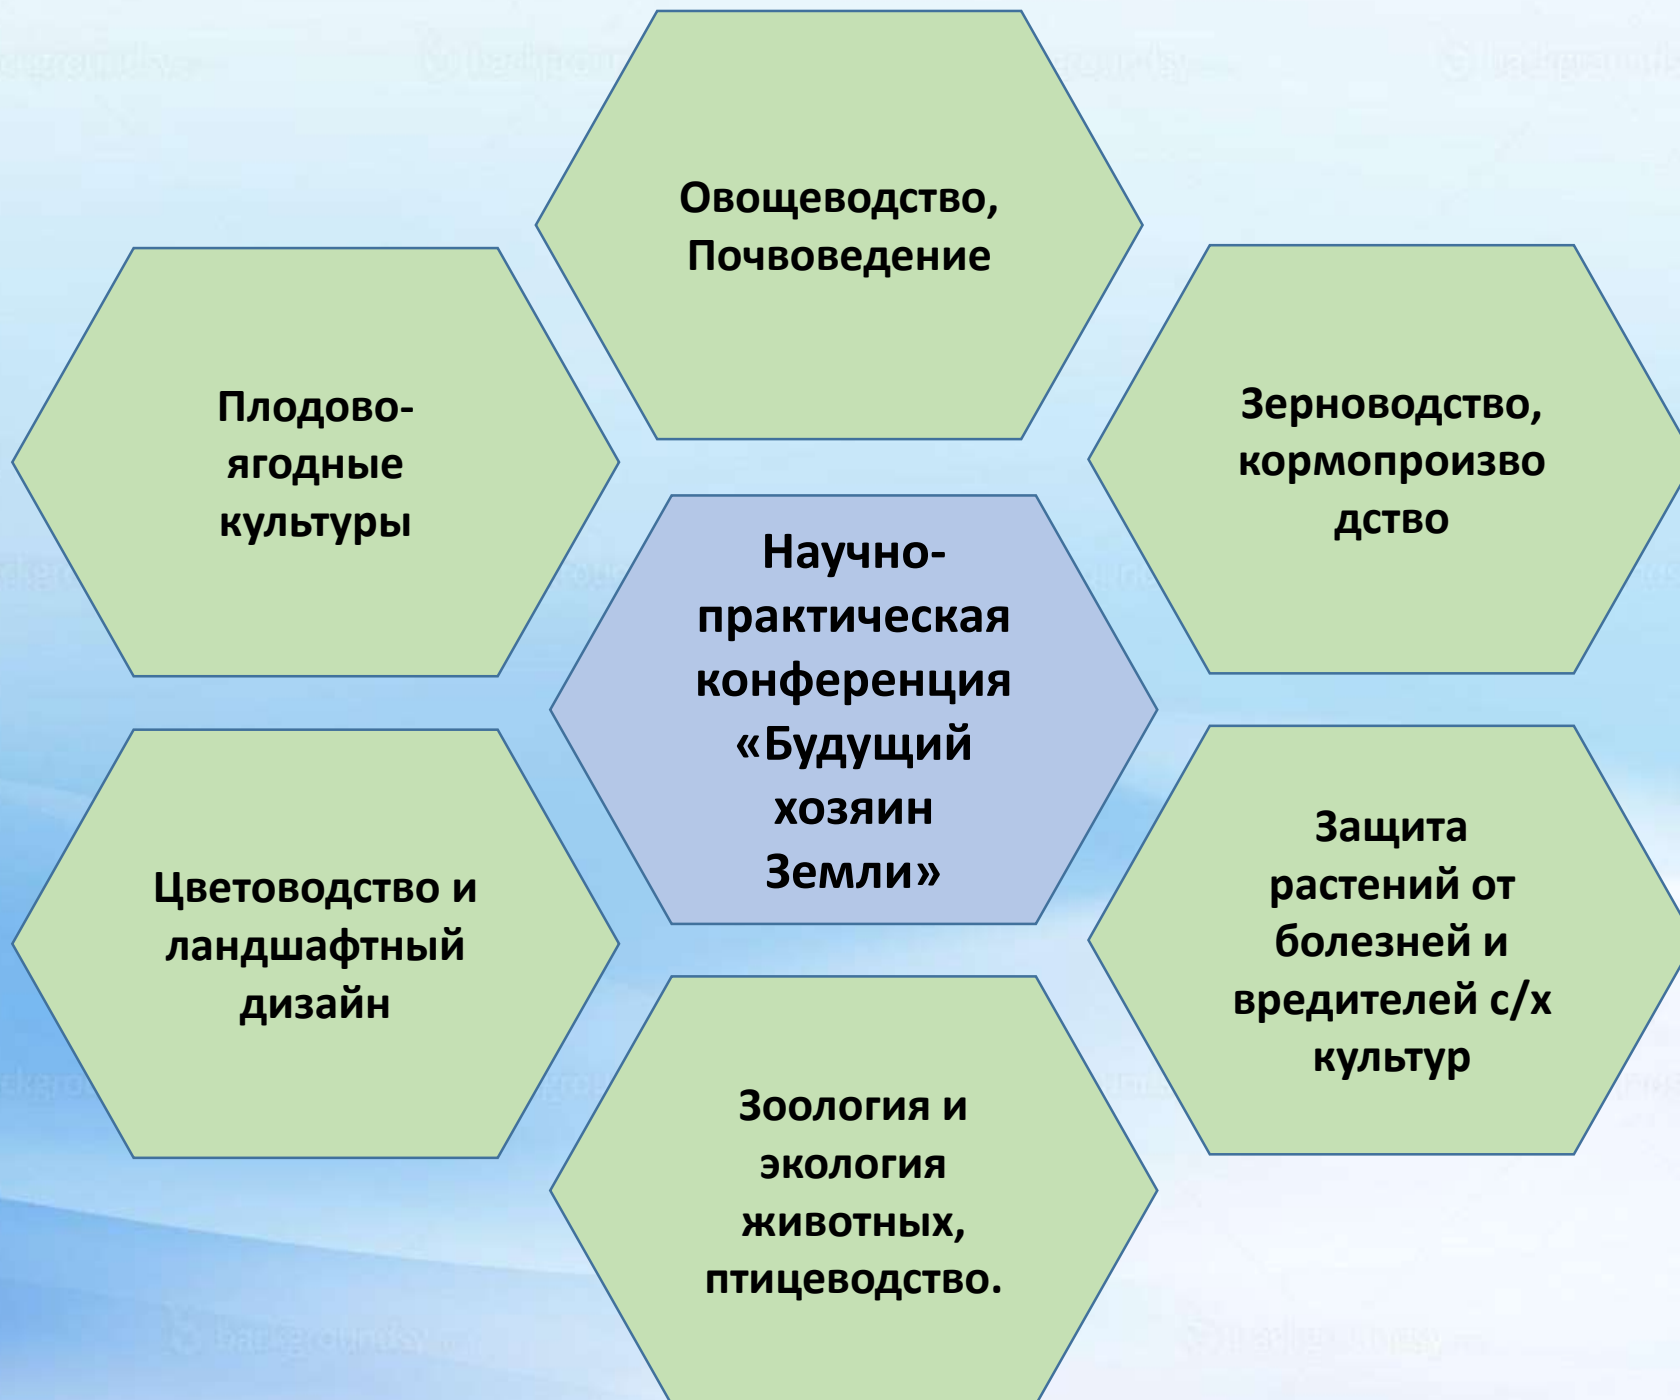 Овощеводство,
Почвоведение
Плодово-
ягодные
культуры
Зерноводство,
кормопроизво
дство
Научно-
практическая
конференция
«Будущий
хозяин
Земли»
Цветоводство и
ландшафтный
дизайн
Защита
растений от
болезней и
вредителей с/х
культур
Зоология и
экология
животных,
птицеводство.